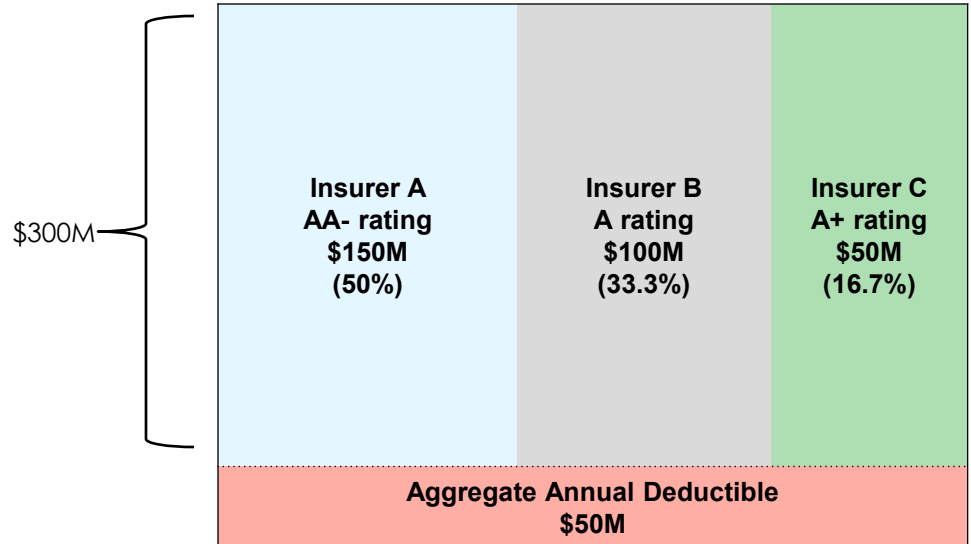 $300M
Insurer A
AA- rating
$150M
(50%)
Insurer B
A rating
$100M
(33.3%)
Insurer C
A+ rating
$50M
(16.7%)
Aggregate Annual Deductible
$50M